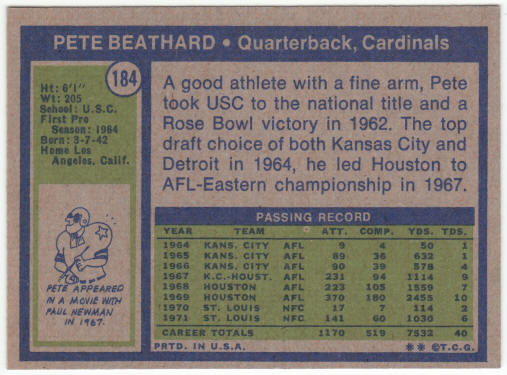 PETE BEATHARD • Quarterback, Cardinals
184
Ht: 6'1"
Wt: 205
School: U.S.C.
First Pro
Season: 1964
Born: 3-7-42
Home Los
Angeles, Calif.
A good athlete with a fine arm, Pete
took USC to the national title and a
Rose Bowl victory in 1962. The top
draft choice of both Kansas City and
Detroit in 1964, he led Houston to
AFL-Eastern championship in 1967.
PETE APPEARED
IN A MOVIE WITH
PAUL NEWMAN
IN 1967.
PASSING RECORD
YEAR TEAM ATT. COMP. YDS. TDS.
1964 KANS. CITY AFL 9 4 50 1
1965 KANS. CITY AFL 89 36 632 1
1966 KANS. CITY AFL 90 39 578 4
1967 K.C.-HOUST. AFL 231 94 1114 9
1968 HOUSTON AFL 223 105 1559 7
1969 HOUSTON AFL 370 180 2455 10
1970 ST. LOUIS NFC 17 7 114 2
1971 ST. LOUIS NFC 141 60 1030 6
CAREER TOTALS 1170 519 7532 40
PRTD. IN U.S.A. ** © T.C.G.